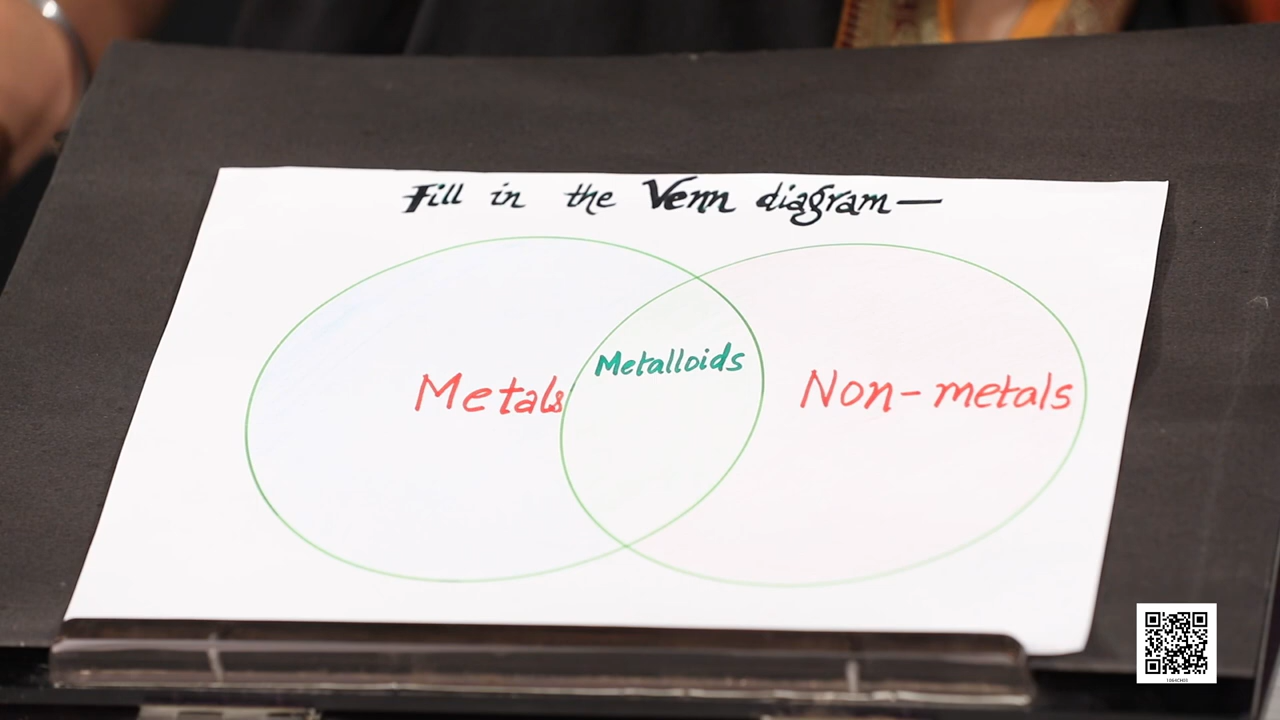 Fill in the Venn diagram—
Metals
Metalloids
Non-metals